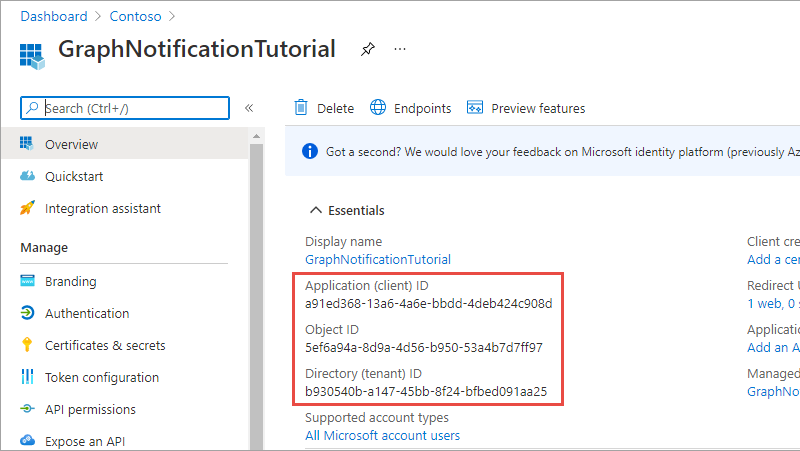 Dashboard > Contoso >
GraphNotificationTutorial
Search (Ctrl+/)
Overview
Quickstart
Integration assistant
Manage
Branding
Authentication
Certificates & secrets
Token configuration
API permissions
Expose an API
Delete
Endpoints
Preview features
Got a second? We would love your feedback on Microsoft identity platform (previously Az
Essentials
Display name
GraphNotificationTutorial
Application (client) ID
a91ed368-13a6-4a6e-bbdd-4deb424c908d
Object ID
5ef6a94a-8d9a-4d56-b950-53a4b7d7ff97
Directory (tenant) ID
b930540b-a147-45bb-8f24-bfbed091aa25
Supported account types
All Microsoft account users
Client cre
Add a cer
Redirect U
1 web, 0 s
Applicatio
Add an A
Managed
GraphNo